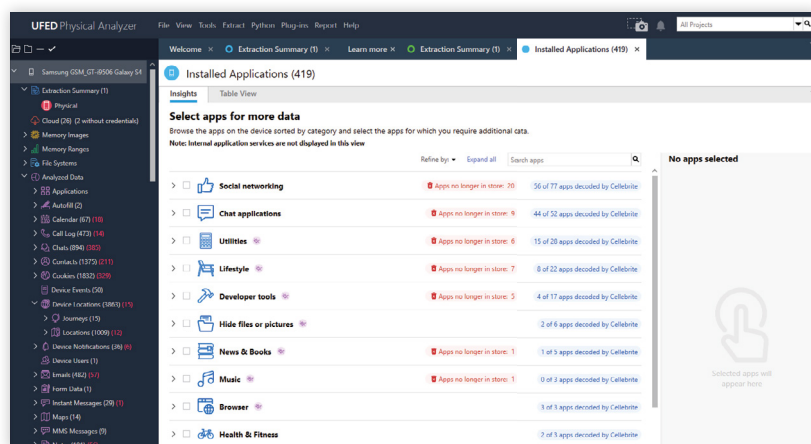 UFED Physical Analyzer File View Tools Extract Python Plug-ins Report Help All Projects
Welcome × Extraction Summary (1) × Learn more × Extraction Summary (1) × Installed Applications (419) ×
Samsung GSM_GT-i9506 Galaxy S4
Extraction Summary (1)
Physical
Cloud (26) (2 without credentials)
Memory Images
Memory Ranges
File Systems
Analyzed Data
Applications
Autofill (2)
Calendar (67) (10)
Call Log (473) (14)
Chats (894) (383)
Contacts (1375) (211)
Cookies (1832) (329)
Device Events (50)
Device Locations (3863) (15)
Journeys (15)
Locations (1009) (12)
Device Notifications (36) (6)
Device Users (1)
Emails (482) (57)
Form Data (1)
Instant Messages (29) (1)
Maps (14)
MMS Messages (9)
Installed Applications (419)
Insights Table View
Select apps for more data
Browse the apps on the device sorted by category and select the apps for which you require additional data.
Note: Internal application services are not displayed in this view
Refine by: Expand all Search apps
Social networking Apps no longer in store: 20 56 of 77 apps decoded by Cellebrite
Chat applications Apps no longer in store: 9 44 of 52 apps decoded by Cellebrite
Utilities Apps no longer in store: 6 15 of 28 apps decoded by Cellebrite
Lifestyle Apps no longer in store: 7 8 of 22 apps decoded by Cellebrite
Developer tools Apps no longer in store: 5 4 of 17 apps decoded by Cellebrite
Hide files or pictures 2 of 6 apps decoded by Cellebrite
News & Books Apps no longer in store: 1 1 of 5 apps decoded by Cellebrite
Music Apps no longer in store: 1 0 of 3 apps decoded by Cellebrite
Browser 3 of 3 apps decoded by Cellebrite
Health & Fitness 2 of 3 apps decoded by Cellebrite
No apps selected
Selected apps will
appear here